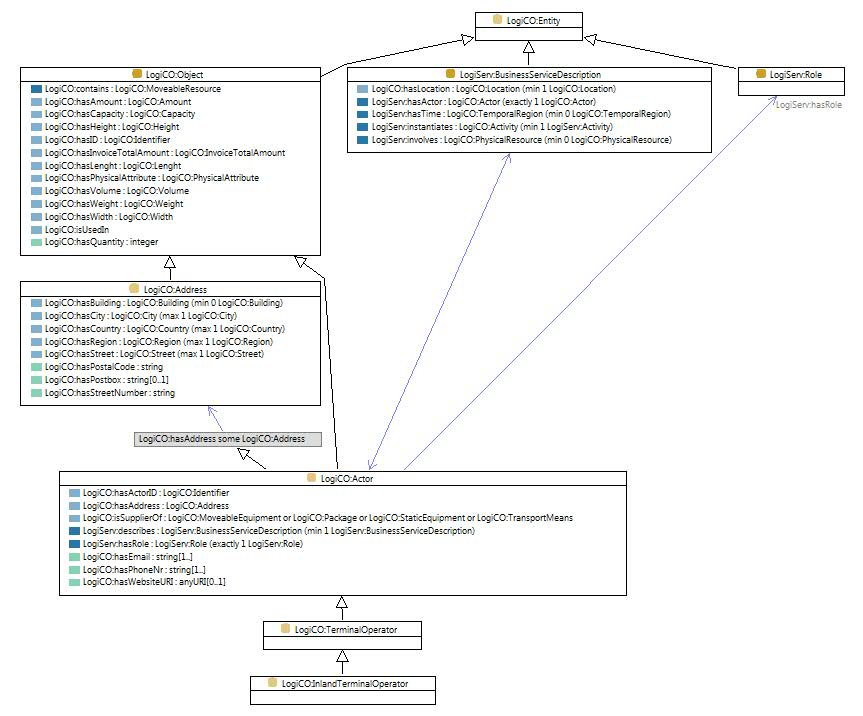 LogiCO:Entity
LogiCO:Object
LogiCO:contains : LogiCO:MoveableResource
LogiCO:hasAmount : LogiCO:Amount
LogiCO:hasCapacity : LogiCO:Capacity
LogiCO:hasHeight : LogiCO:Height
LogiCO:hasID : LogiCO:Identifier
LogiCO:hasInvoiceTotalAmount : LogiCO:InvoiceTotalAmount
LogiCO:hasLenght : LogiCO:Lenght
LogiCO:hasPhysicalAttribute : LogiCO:PhysicalAttribute
LogiCO:hasVolume : LogiCO:Volume
LogiCO:hasWeight : LogiCO:Weight
LogiCO:hasWidth : LogiCO:Width
LogiCO:isUsedIn
LogiCO:hasQuantity : integer
LogiServ:BusinessServiceDescription
LogiCO:hasLocation : LogiCO:Location (min 1 LogiCO:Location)
LogiServ:hasActor : LogiCO:Actor (exactly 1 LogiCO:Actor)
LogiServ:hasTime : LogiCO:TemporalRegion (min 0 LogiCO:TemporalRegion)
LogiServ:instantiates : LogiCO:Activity (min 1 LogiServ:Activity)
LogiServ:involves : LogiCO:PhysicalResource (min 0 LogiCO:PhysicalResource)
LogiServ:Role
LogiServ:hasRole
LogiCO:Address
LogiCO:hasBuilding : LogiCO:Building (min 0 LogiCO:Building)
LogiCO:hasCity : LogiCO:City (max 1 LogiCO:City)
LogiCO:hasCountry : LogiCO:Country (max 1 LogiCO:Country)
LogiCO:hasRegion : LogiCO:Region (max 1 LogiCO:Region)
LogiCO:hasStreet : LogiCO:Street (max 1 LogiCO:Street)
LogiCO:hasPostalCode : string
LogiCO:hasPostbox : string[0..1]
LogiCO:hasStreetNumber : string
LogiCO:hasAddress some LogiCO:Address
LogiCO:Actor
LogiCO:hasActorID : LogiCO:Identifier
LogiCO:hasAddress : LogiCO:Address
LogiCO:isSupplierOf : LogiCO:MoveableEquipment or LogiCO:Package or LogiCO:StaticEquipment or LogiCO:TransportMeans
LogiServ:describes : LogiServ:BusinessServiceDescription (min 1 LogiServ:BusinessServiceDescription)
LogiServ:hasRole : LogiServ:Role (exactly 1 LogiServ:Role)
LogiCO:hasEmail : string[1..]
LogiCO:hasPhoneNr : string[1..]
LogiCO:hasWebsiteURI : anyURI[0..1]
LogiCO:TerminalOperator
LogiCO:InlandTerminalOperator